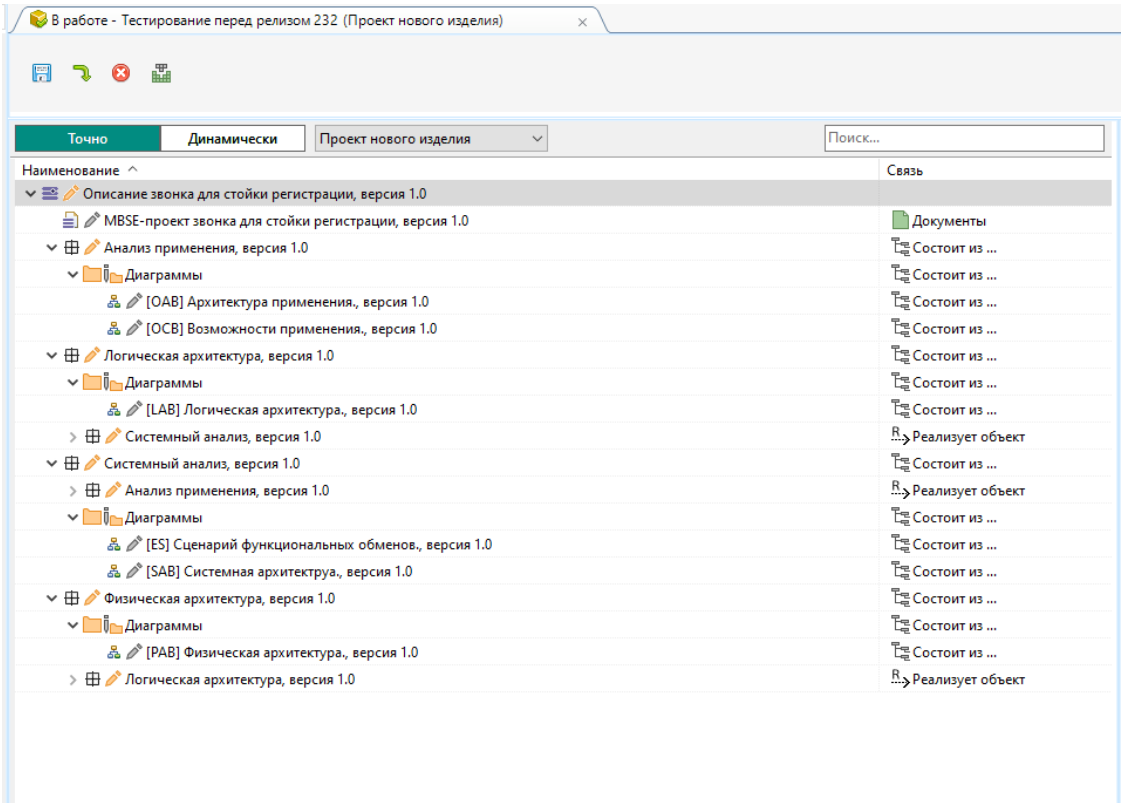 В работе - Тестирование перед релизом 232 (Проект нового изделия)
Точно Динамически Проект нового изделия Поиск...
Наименование Связь
Описание звонка для стойки регистрации, версия 1.0
MBSE-проект звонка для стойки регистрации, версия 1.0 Документы
Анализ применения, версия 1.0 Состоит из ...
Диаграммы Состоит из ...
[OAB] Архитектура применения., версия 1.0 Состоит из ...
[OCB] Возможности применения., версия 1.0 Состоит из ...
Логическая архитектура, версия 1.0 Состоит из ...
Диаграммы Состоит из ...
[LAB] Логическая архитектура., версия 1.0 Состоит из ...
Системный анализ, версия 1.0 R Реализует объект
Системный анализ, версия 1.0 Состоит из ...
Анализ применения, версия 1.0 R Реализует объект
Диаграммы Состоит из ...
[ES] Сценарий функциональных обменов., версия 1.0 Состоит из ...
[SAB] Системная архитектруа., версия 1.0 Состоит из ...
Физическая архитектура, версия 1.0 Состоит из ...
Диаграммы Состоит из ...
[PAB] Физическая архитектура., версия 1.0 Состоит из ...
Логическая архитектура, версия 1.0 R Реализует объект